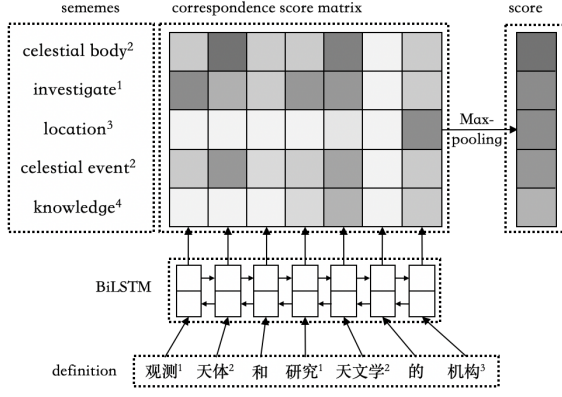 sememes
correspondence score matrix
score
celestial body²
investigate¹
location³
celestial event²
knowledge⁴
Max-
pooling
BiLSTM
definition 观测¹ 天体² 和 研究¹ 天文学² 的 机构³